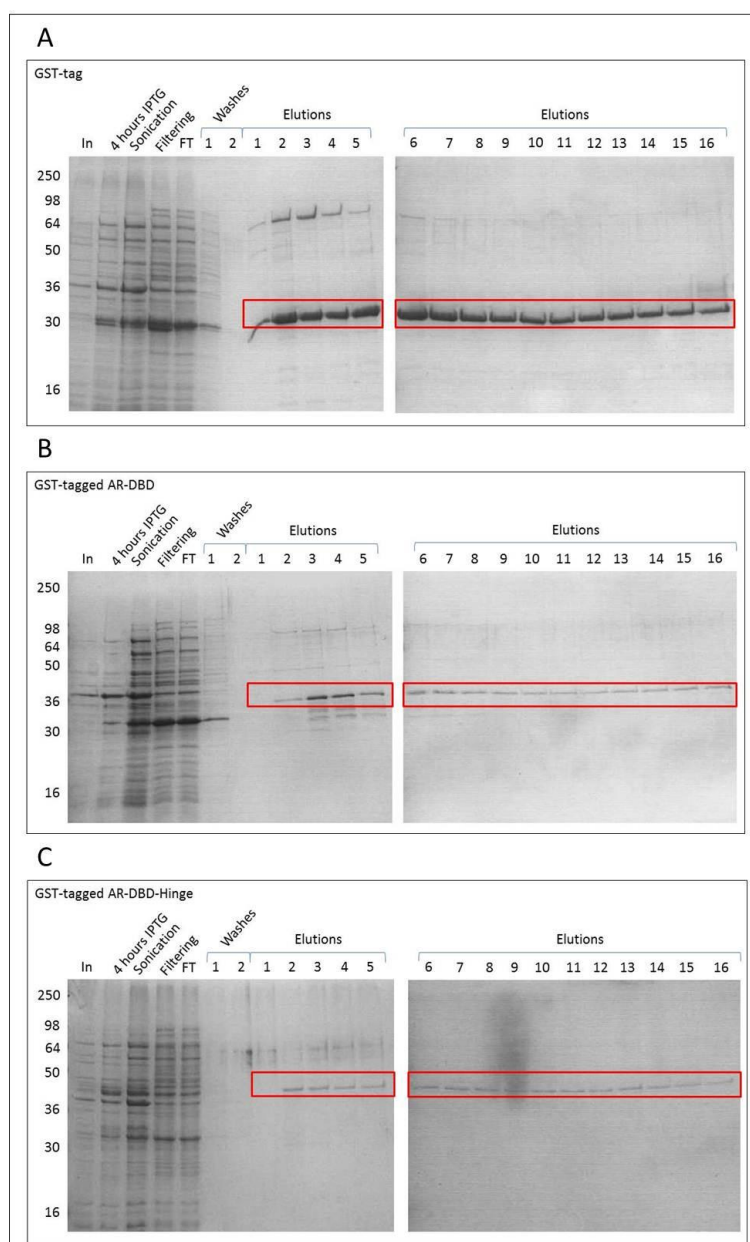 A
GST-tag
In 4 hours IPTG Sonication Filtering FT Washes Elutions Elutions
1 2 1 2 3 4 5 6 7 8 9 10 11 12 13 14 15 16
250
98
64
50
36
30
16
B
GST-tagged AR-DBD
In 4 hours IPTG Sonication Filtering FT Washes Elutions Elutions
1 2 1 2 3 4 5 6 7 8 9 10 11 12 13 14 15 16
250
98
64
50
36
30
16
C
GST-tagged AR-DBD-Hinge
In 4 hours IPTG Sonication Filtering FT Washes Elutions Elutions
1 2 1 2 3 4 5 6 7 8 9 10 11 12 13 14 15 16
250
98
64
50
36
30
16